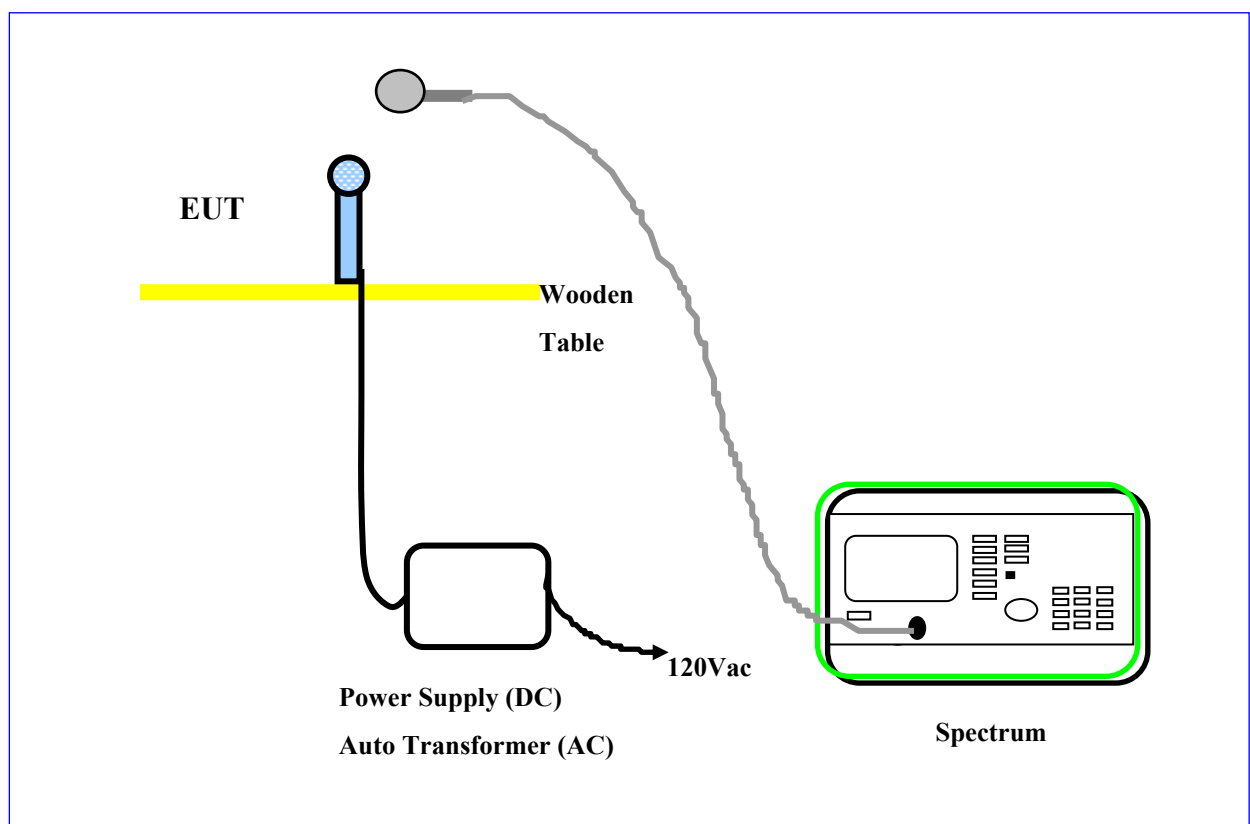 EUT
Wooden
Table
120Vac
Power Supply (DC)
Auto Transformer (AC)
Spectrum